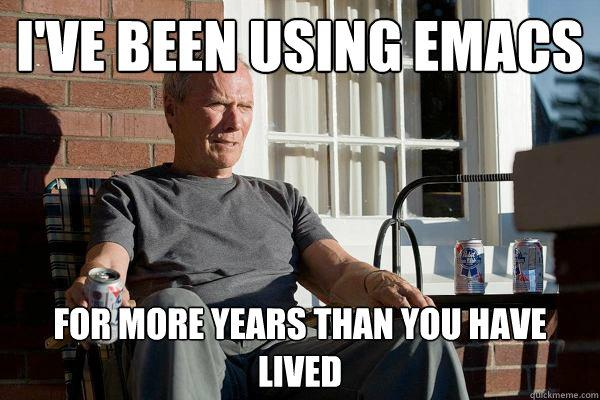 I'VE BEEN USING EMACS
FOR MORE YEARS THAN YOU HAVE
LIVED
quickmeme.com